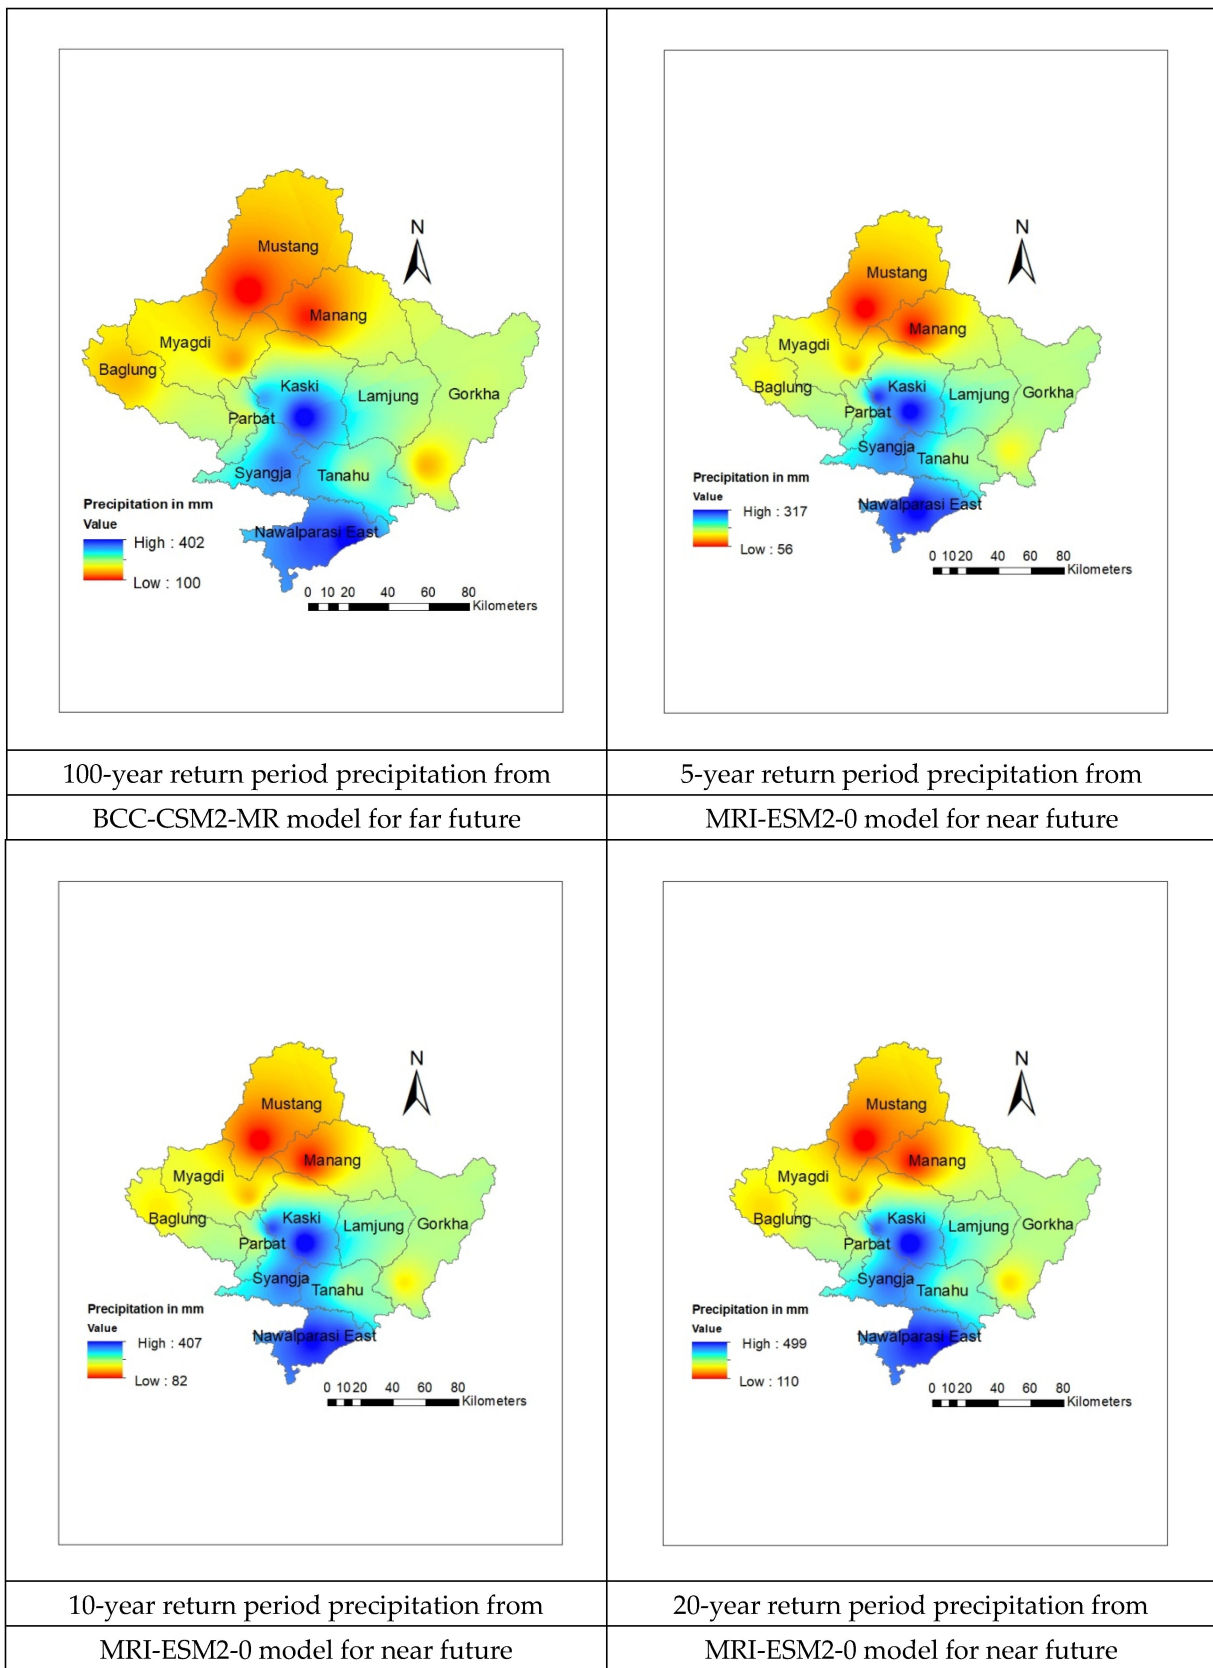 N
Mustang
Manang
Myagdi
Baglung
Kaski
Lamjung
Gorkha
Parbat
Syangja
Tanahu
Nawalparasi East
Precipitation in mm
Value
High : 402
Low : 100
0 10 20 40 60 80
Kilometers
N
Mustang
Manang
Myagdi
Baglung
Kaski
Lamjung
Gorkha
Parbat
Syangja
Tanahu
Nawalparasi East
Precipitation in mm
Value
High : 317
Low : 56
0 10 20 40 60 80
Kilometers
100-year return period precipitation from
BCC-CSM2-MR model for far future
5-year return period precipitation from
MRI-ESM2-0 model for near future
N
Mustang
Manang
Myagdi
Baglung
Kaski
Lamjung
Gorkha
Parbat
Syangja
Tanahu
Nawalparasi East
Precipitation in mm
Value
High : 407
Low : 82
0 10 20 40 60 80
Kilometers
N
Mustang
Manang
Myagdi
Baglung
Kaski
Lamjung
Gorkha
Parbat
Syangja
Tanahu
Nawalparasi East
Precipitation in mm
Value
High : 499
Low : 110
0 10 20 40 60 80
Kilometers
10-year return period precipitation from
MRI-ESM2-0 model for near future
20-year return period precipitation from
MRI-ESM2-0 model for near future